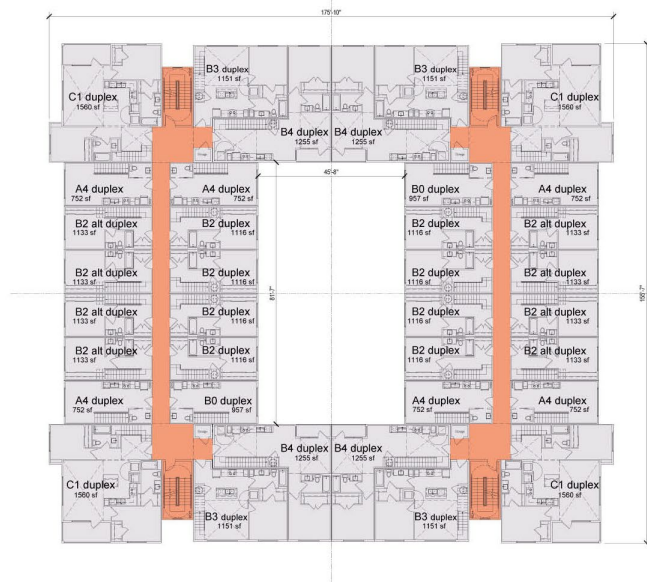 175'-10"
C1 duplex
1560 sf
B3 duplex
1151 sf
B3 duplex
1151 sf
C1 duplex
1560 sf
B4 duplex
1255 sf
B4 duplex
1255 sf
A4 duplex
752 sf
A4 duplex
752 sf
45'-8"
B0 duplex
957 sf
A4 duplex
752 sf
B2 alt duplex
1133 sf
B2 duplex
1116 sf
B2 duplex
1116 sf
B2 alt duplex
1133 sf
B2 alt duplex
1133 sf
B2 duplex
1116 sf
B2 duplex
1116 sf
B2 alt duplex
1133 sf
81'-7"
155'-7"
B2 alt duplex
1133 sf
B2 duplex
1116 sf
B2 duplex
1116 sf
B2 alt duplex
1133 sf
B2 alt duplex
1133 sf
B2 duplex
1116 sf
B2 duplex
1116 sf
B2 alt duplex
1133 sf
A4 duplex
752 sf
B0 duplex
957 sf
A4 duplex
752 sf
A4 duplex
752 sf
B4 duplex
1255 sf
B4 duplex
1255 sf
C1 duplex
1560 sf
B3 duplex
1151 sf
B3 duplex
1151 sf
C1 duplex
1560 sf